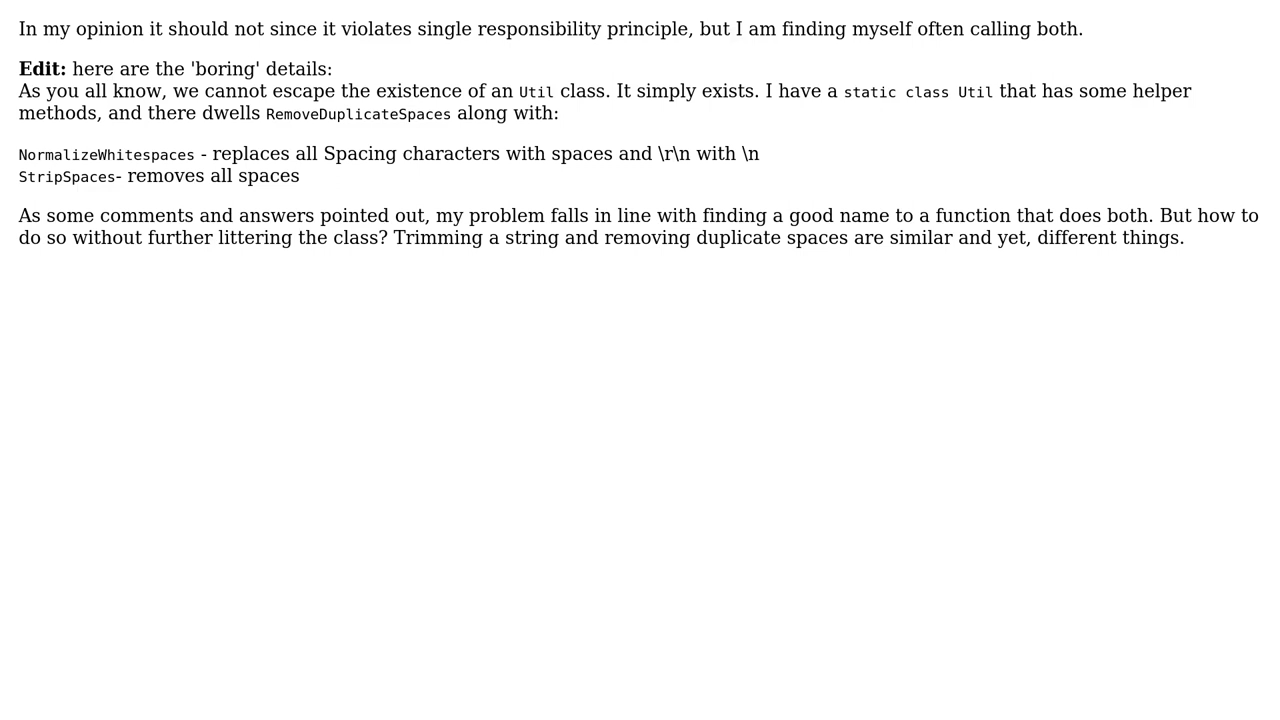 In my opinion it should not since it violates single responsibility principle, but I am finding myself often calling both.
Edit: here are the 'boring' details:
As you all know, we cannot escape the existence of an Util class. It simply exists. I have a static class Util that has some helper
methods, and there dwells RemoveDuplicateSpaces along with:
NormalizeWhitespaces - replaces all Spacing characters with spaces and \r\n with \n
StripSpaces- removes all spaces
As some comments and answers pointed out, my problem falls in line with finding a good name to a function that does both. But how to
do so without further littering the class? Trimming a string and removing duplicate spaces are similar and yet, different things.